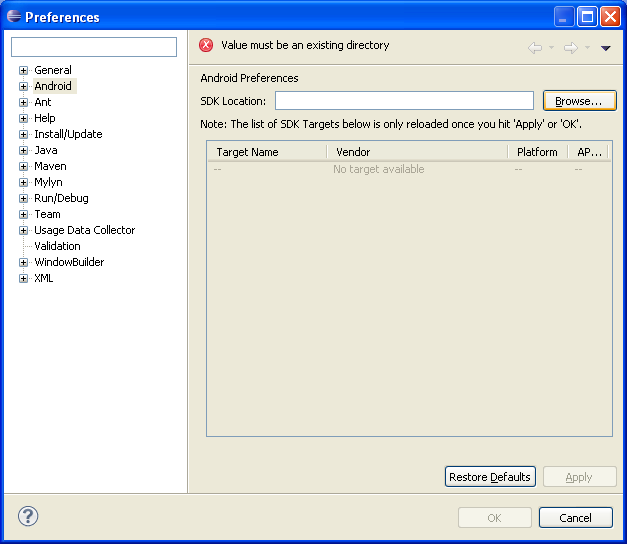 Preferences
Value must be an existing directory
General
Android
Ant
Help
Install/Update
Java
Maven
Mylyn
Run/Debug
Team
Usage Data Collector
Validation
WindowBuilder
XML
Android Preferences
SDK Location:
Browse...
Note: The list of SDK Targets below is only reloaded once you hit 'Apply' or 'OK'.
Target Name Vendor Platform AP...
-- No target available -- --
Restore Defaults Apply
? OK Cancel